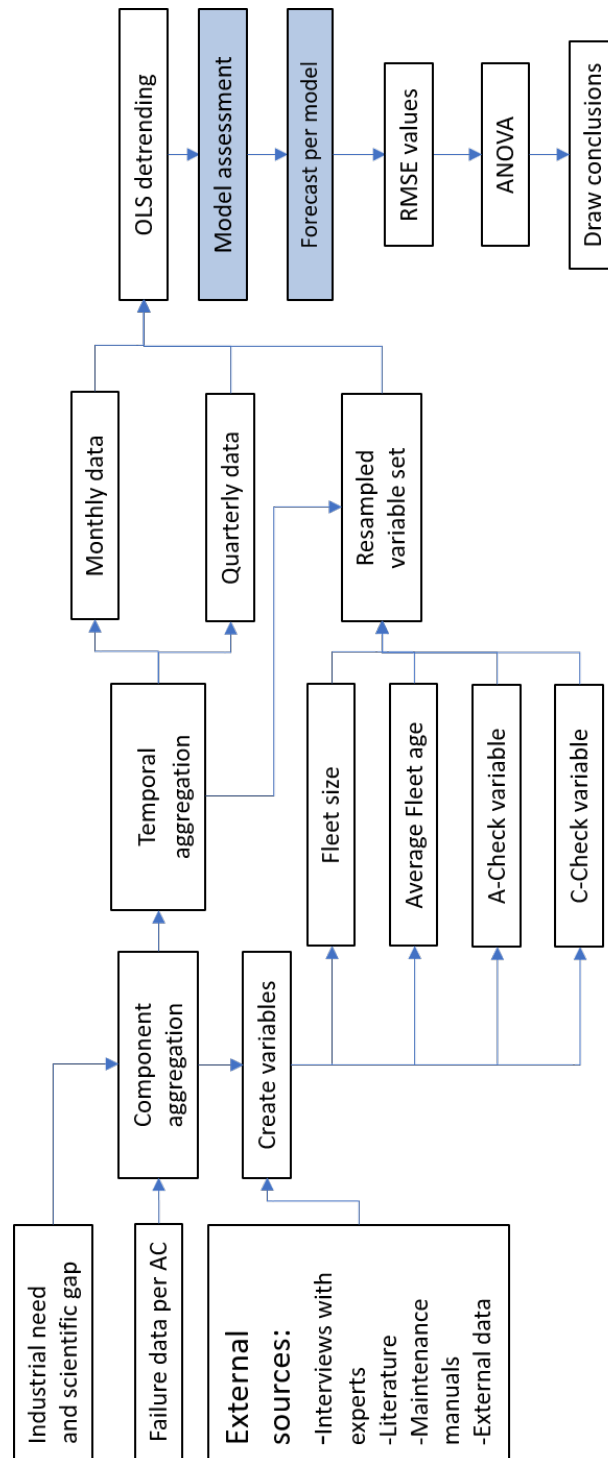 Industrial need
and scientific gap
Failure data per AC
External
sources:
-Interviews with
experts
-Literature
-Maintenance
manuals
-External data
Component
aggregation
Create variables
Temporal
aggregation
Fleet size
Average Fleet age
A-Check variable
C-Check variable
Monthly data
Quarterly data
Resampled
variable set
OLS detrending
Model assessment
Forecast per model
RMSE values
ANOVA
Draw conclusions